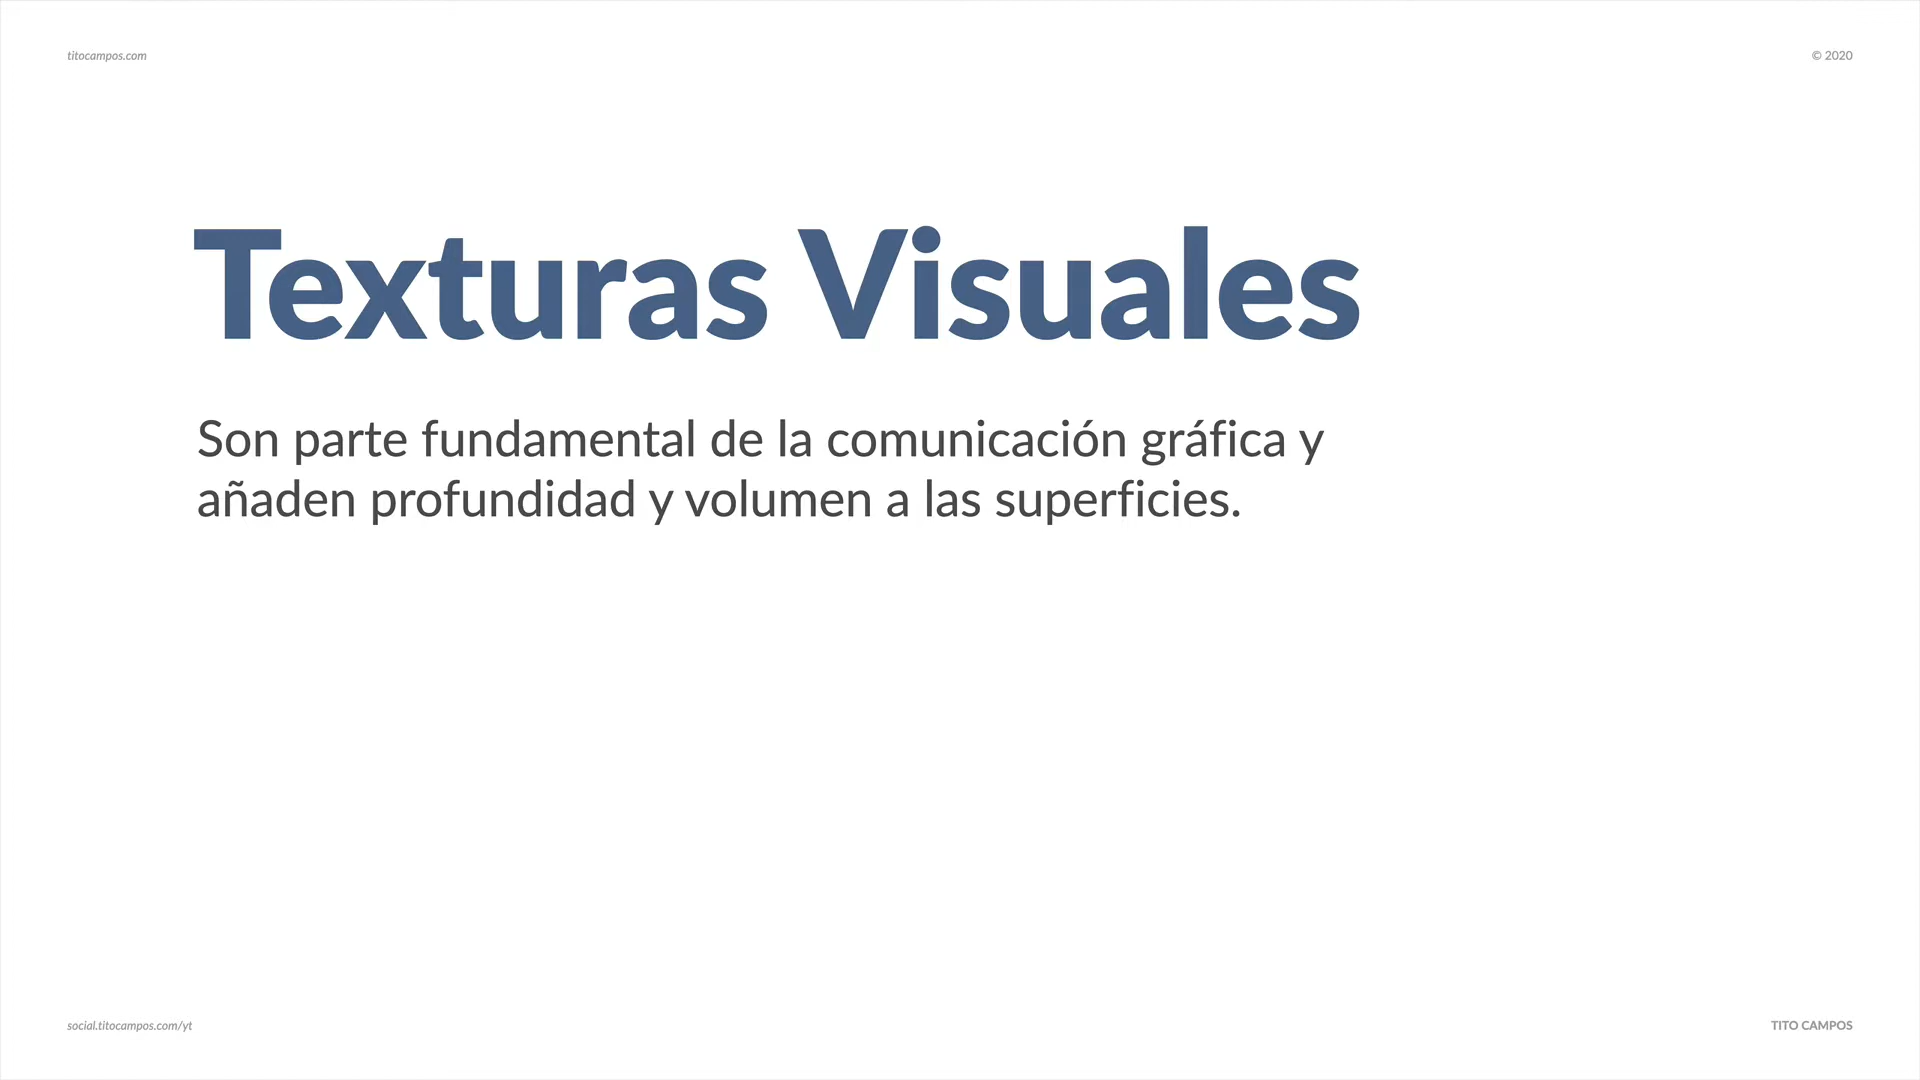 titocampos.com
© 2020
Texturas Visuales
Son parte fundamental de la comunicación gráfica y
añaden profundidad y volumen a las superficies.
social.titocampos.com/yt
TITO CAMPOS